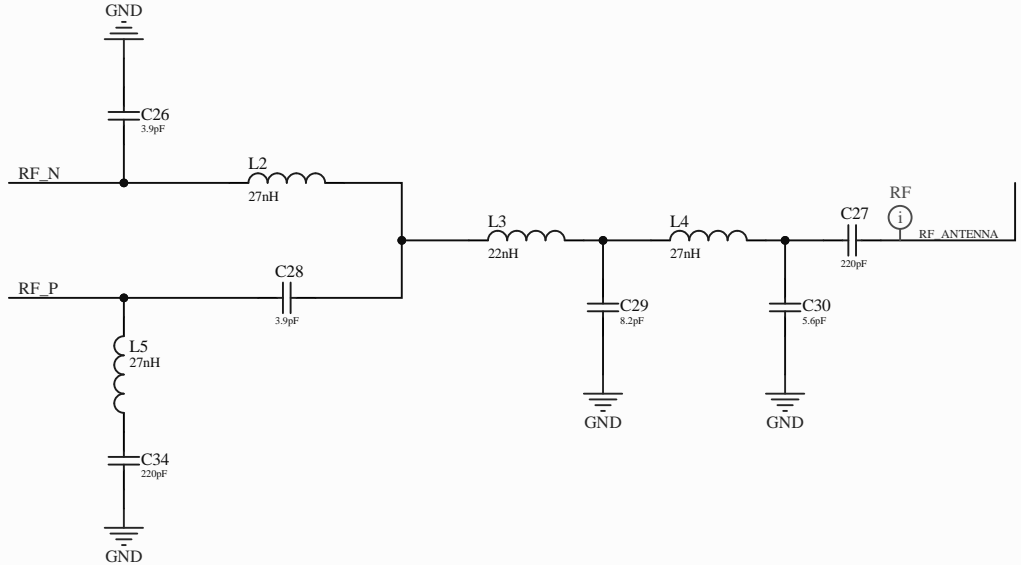 GND
C26
3.9pF
RF_N
L2
27nH
RF_P
C28
3.9pF
L5
27nH
C34
220pF
GND
L3
22nH
C29
8.2pF
GND
L4
27nH
C30
5.6pF
GND
C27
220pF
RF
i
RF_ANTENNA